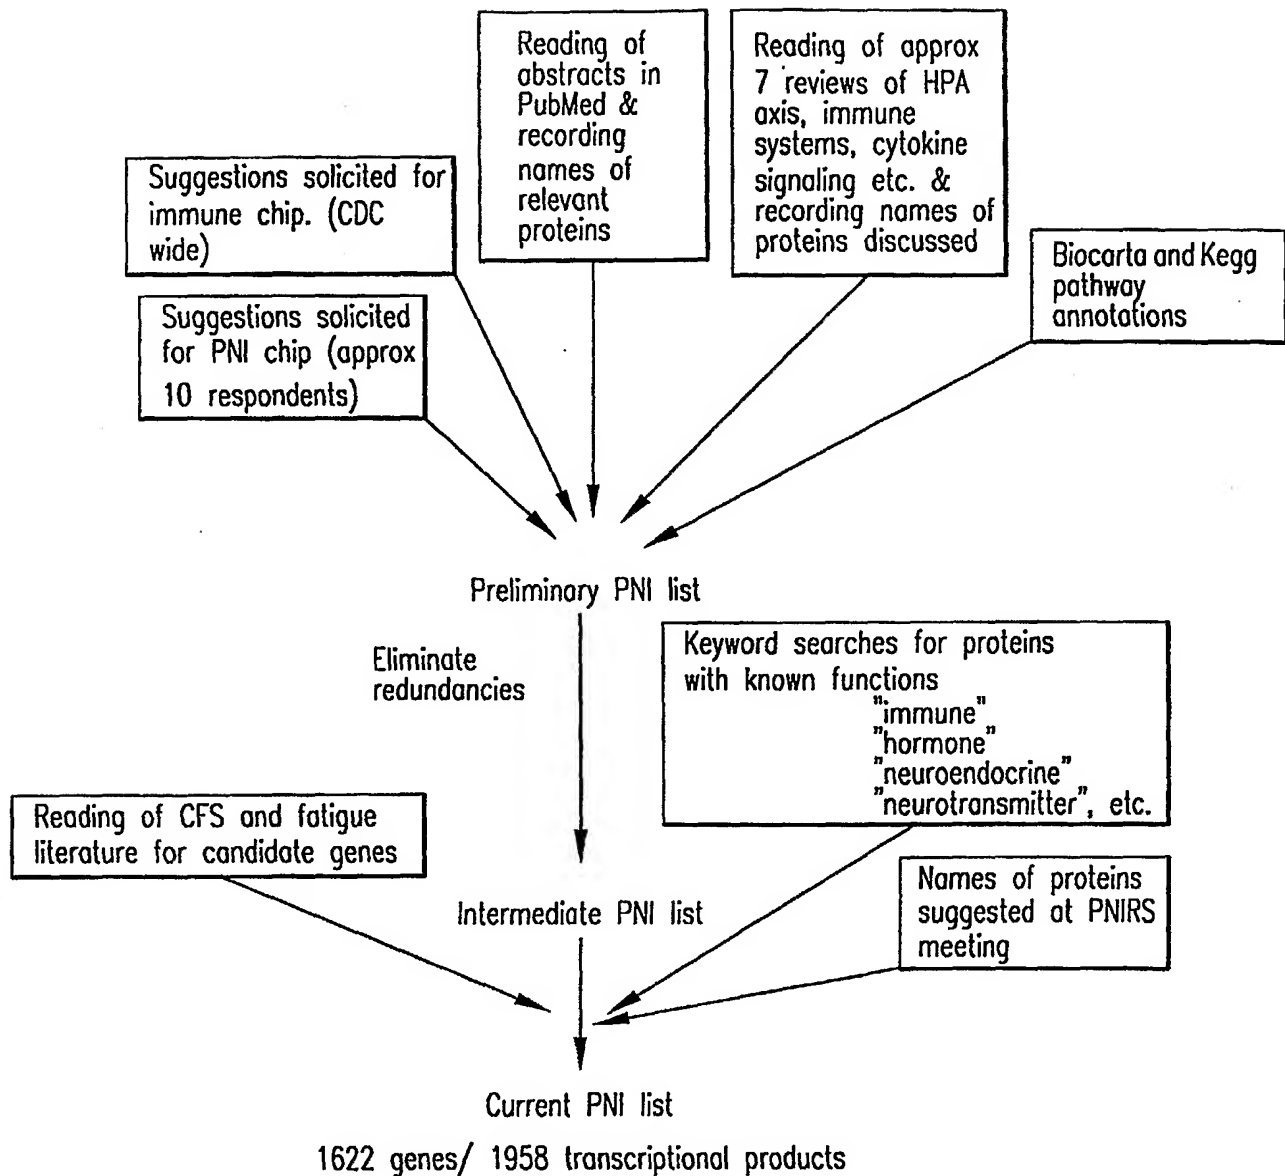 Reading of
abstracts in
PubMed &
recording
names of
relevant
proteins
Reading of approx
7 reviews of HPA
axis, immune
systems, cytokine
signaling etc. &
recording names of
proteins discussed
Suggestions solicited for
immune chip. (CDC
wide)
Biocarta and Kegg
pathway
annotations
Suggestions solicited
for PNI chip (approx
10 respondents)
Preliminary PNI list
Eliminate
redundancies
Keyword searches for proteins
with known functions
"immune"
"hormone"
"neuroendocrine"
"neurotransmitter", etc.
Reading of CFS and fatigue
literature for candidate genes
Intermediate PNI list
Names of proteins
suggested at PNIRS
meeting
Current PNI list
1622 genes/ 1958 transcriptional products